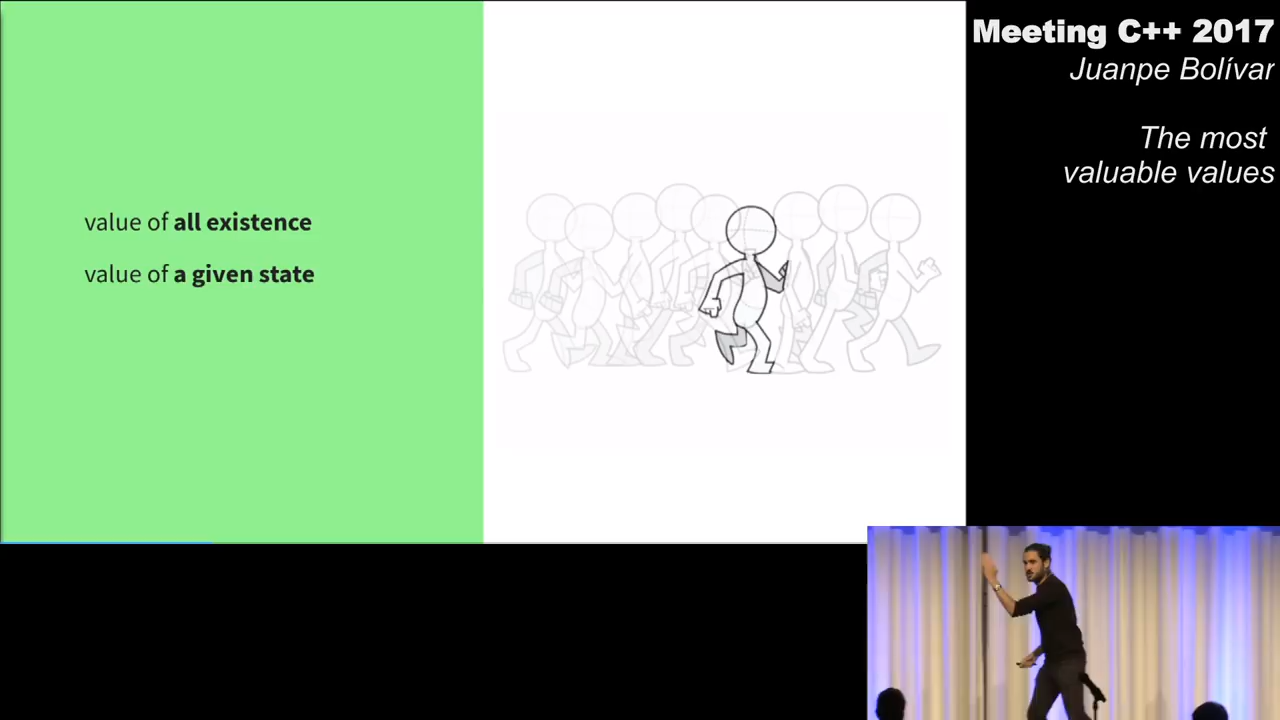 value of all existence
value of a given state
Meeting C++ 2017
Juanpe Bolívar
The most
valuable values